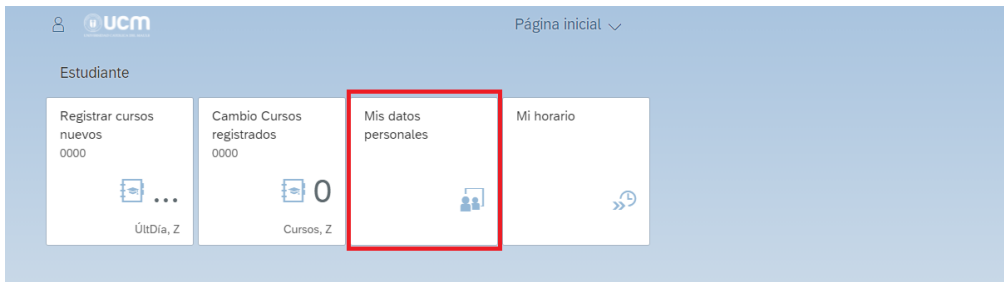 ucm
Página inicial
Estudiante
Registrar cursos
nuevos
0000
...
ÚltDía, Z
Cambio Cursos
registrados
0000
0
Cursos, Z
Mis datos
personales
Mi horario